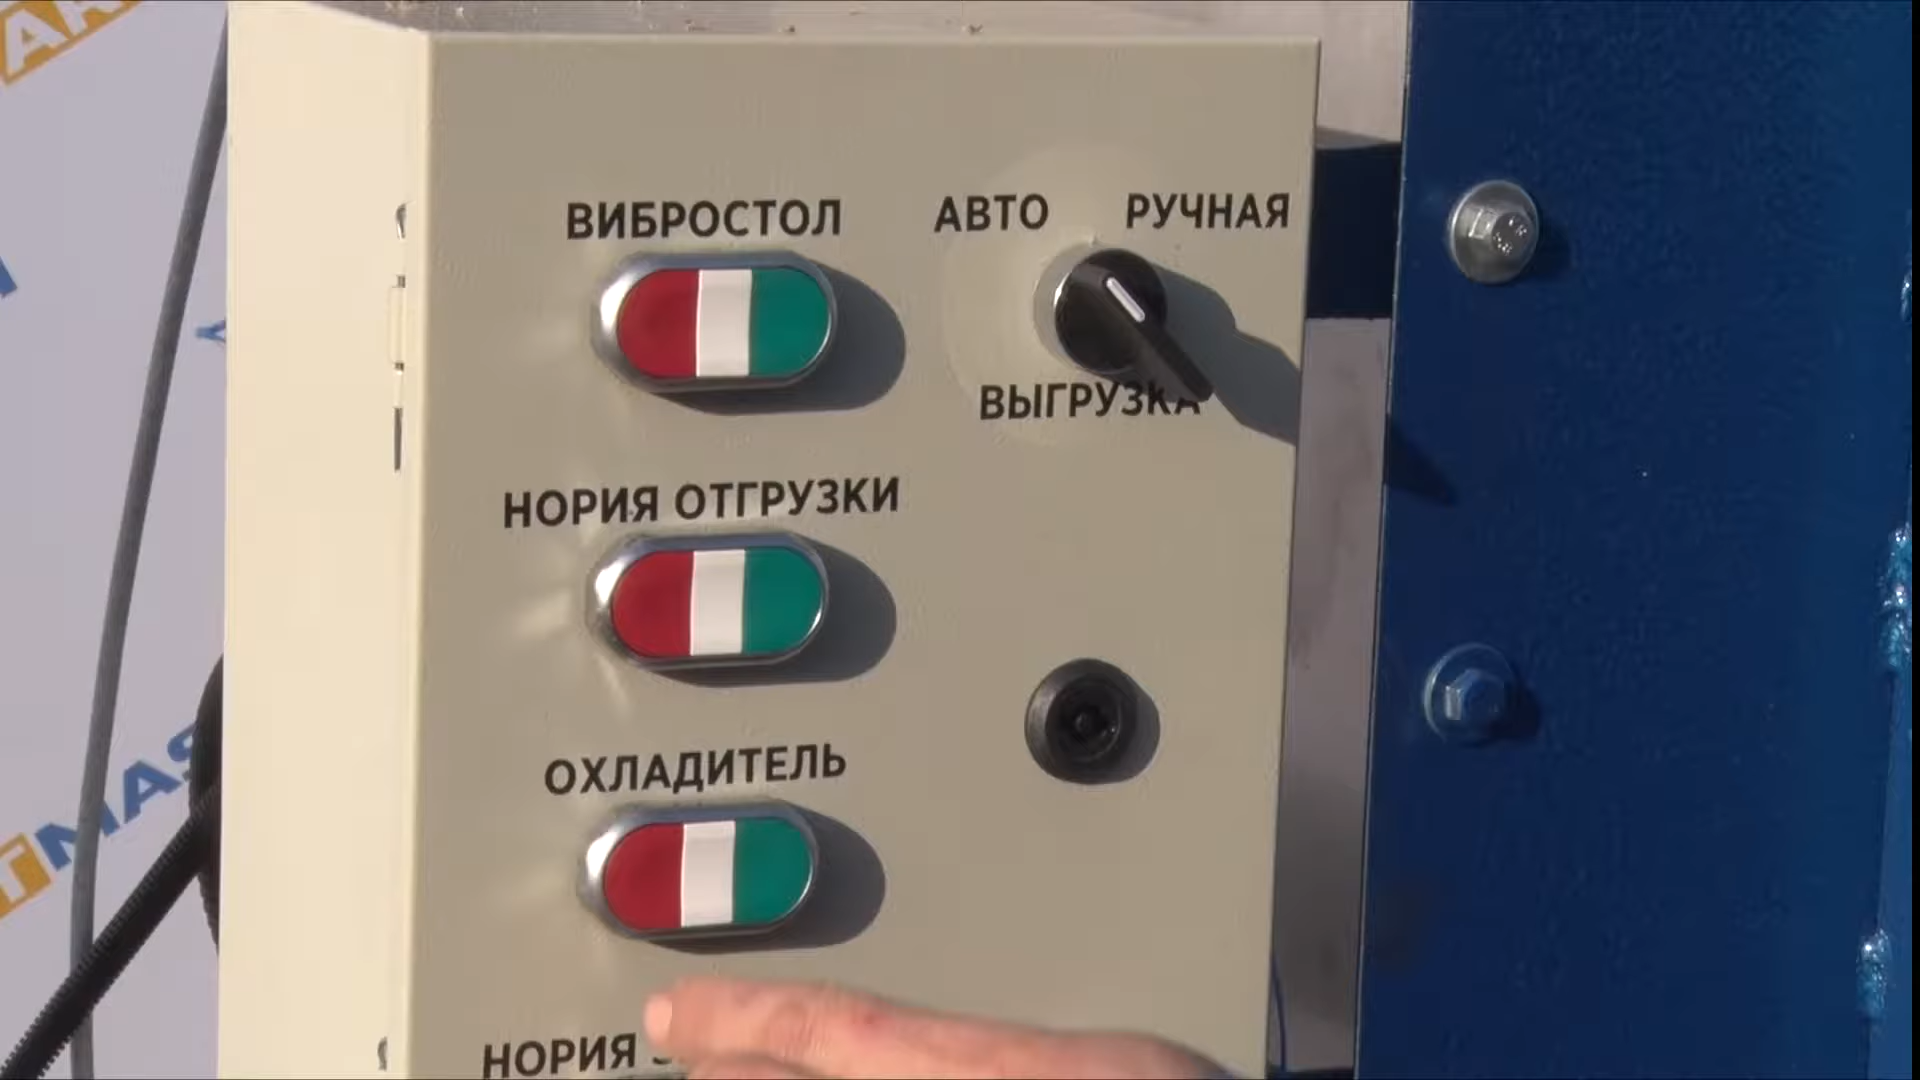 ВИБРОСТОЛ
АВТО РУЧНАЯ
ВЫГРУЗКА
НОРИЯ ОТГРУЗКИ
ОХЛАДИТЕЛЬ
НОРИЯ